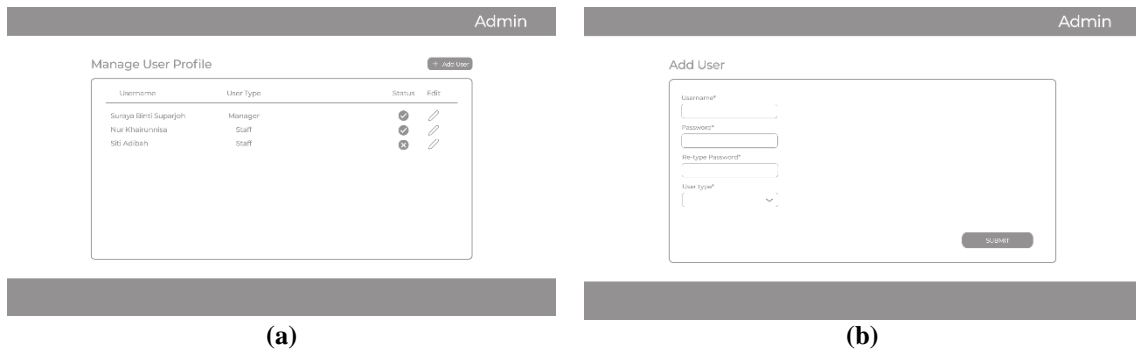 Admin
Manage User Profile
+ Add User
Username User Type Status Edit
Suraya Binti Suparjoh Manager
Nur Khairunnisa Staff
Siti Adibah Staff
(a)
Admin
Add User
Username*
Password*
Re-type Password*
User type*
SUBMIT
(b)